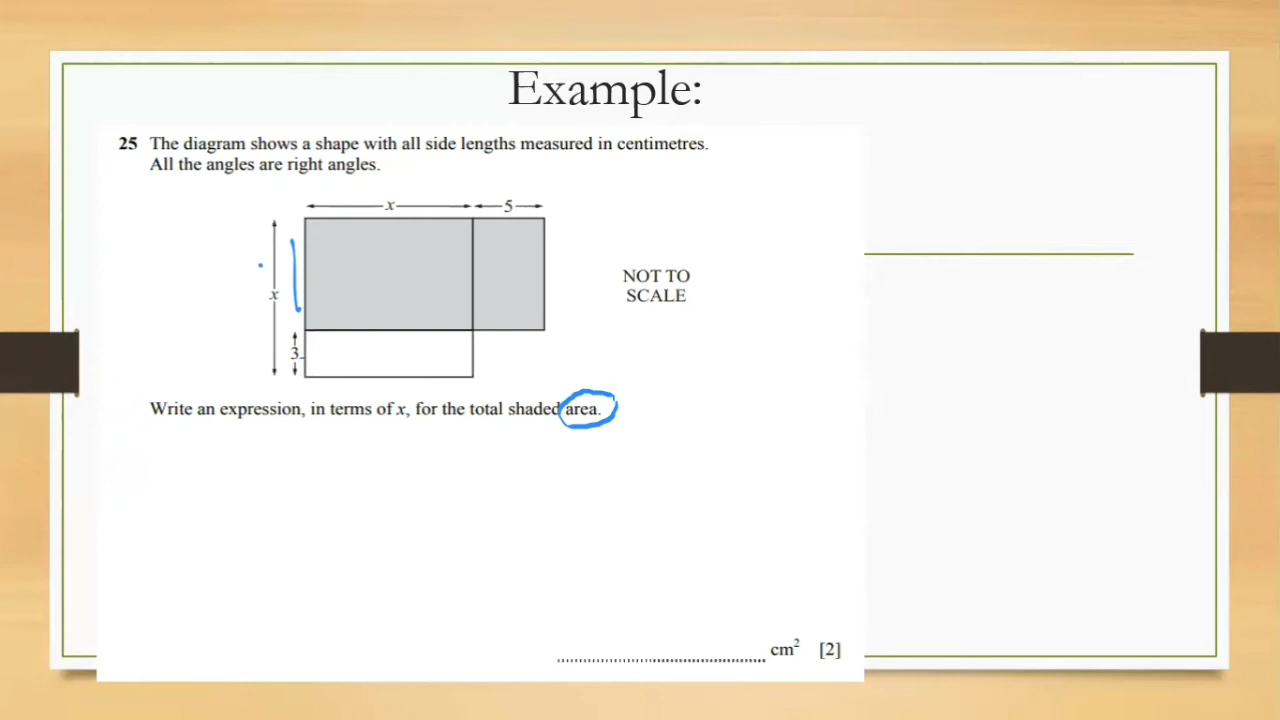 Example:
25 The diagram shows a shape with all side lengths measured in centimetres.
All the angles are right angles.
x 5
x
3
NOT TO
SCALE
Write an expression, in terms of x, for the total shaded area.
cm² [2]